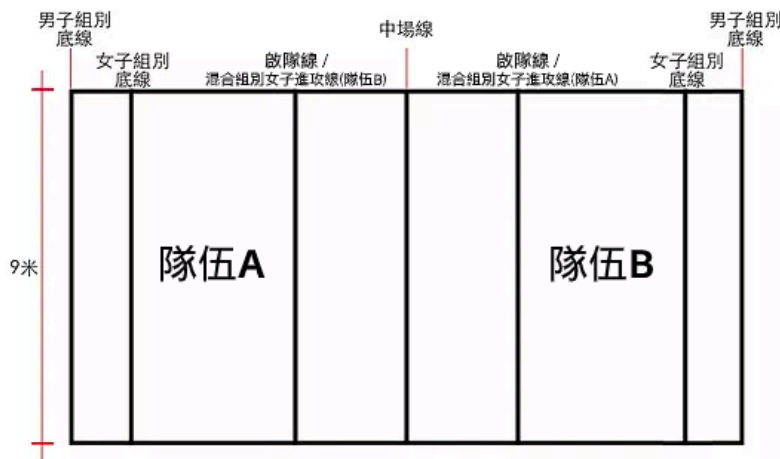 男子組別
底線
女子組別
底線
啟隊線 /
混合組別女子進攻線(隊伍B)
中場線
啟隊線 /
混合組別女子進攻線(隊伍A)
女子組別
底線
男子組別
底線
9米
隊伍A
隊伍B